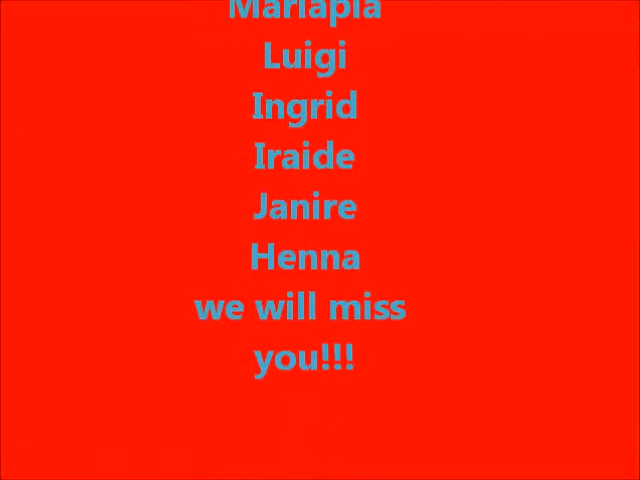 Mariapia
Luigi
Ingrid
Iraide
Janire
Henna
we will miss
you!!!